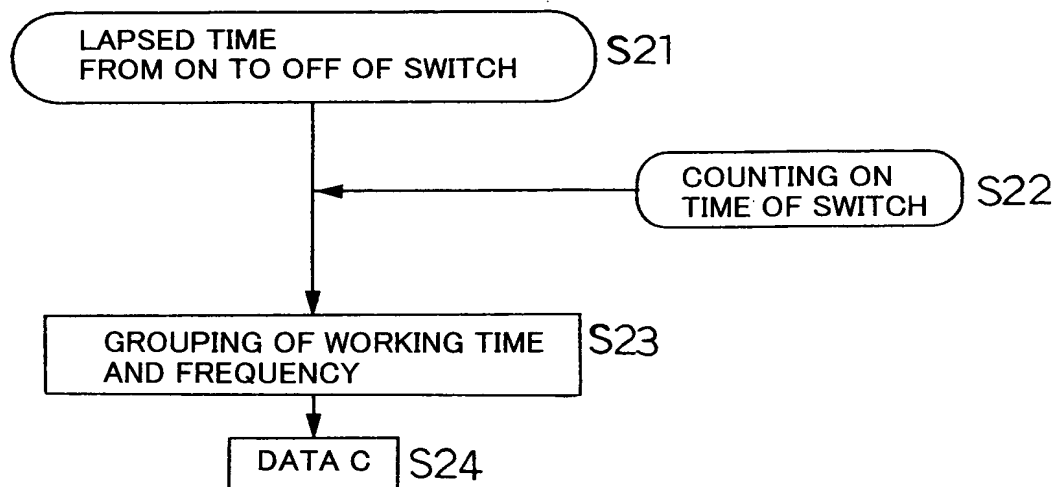 LAPSED TIME
FROM ON TO OFF OF SWITCH
S21
COUNTING ON
TIME OF SWITCH
S22
GROUPING OF WORKING TIME
AND FREQUENCY
S23
DATA C
S24